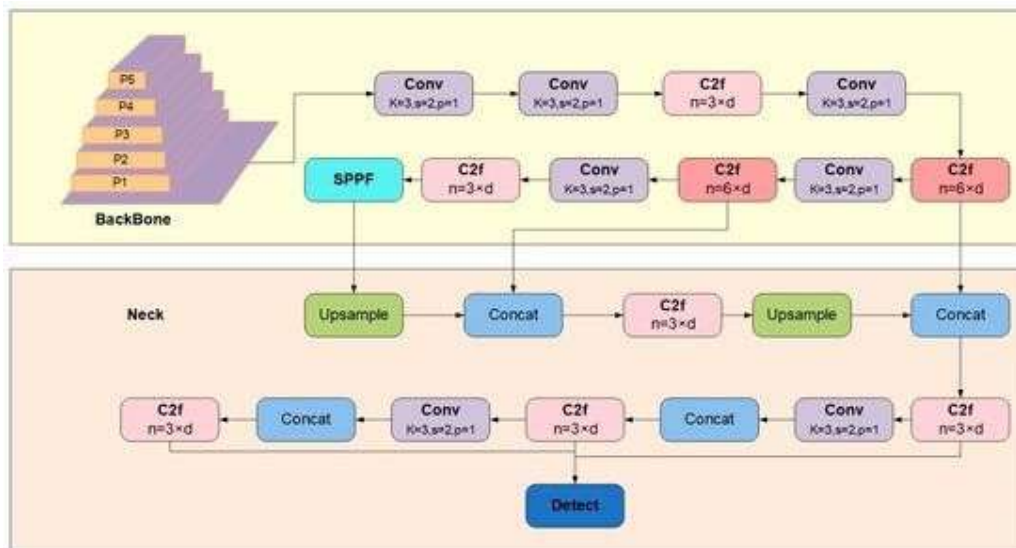 P5
P4
P3
P2
P1
BackBone
Conv
K=3,s=2,p=1
Conv
K=3,s=2,p=1
C2f
n=3×d
Conv
K=3,s=2,p=1
SPPF
C2f
n=3×d
Conv
K=3,s=2,p=1
C2f
n=6×d
Conv
K=3,s=2,p=1
C2f
n=6×d
Neck
Upsample
Concat
C2f
n=3×d
Upsample
Concat
C2f
n=3×d
Concat
Conv
K=3,s=2,p=1
C2f
n=3×d
Concat
Conv
K=3,s=2,p=1
C2f
n=3×d
Detect